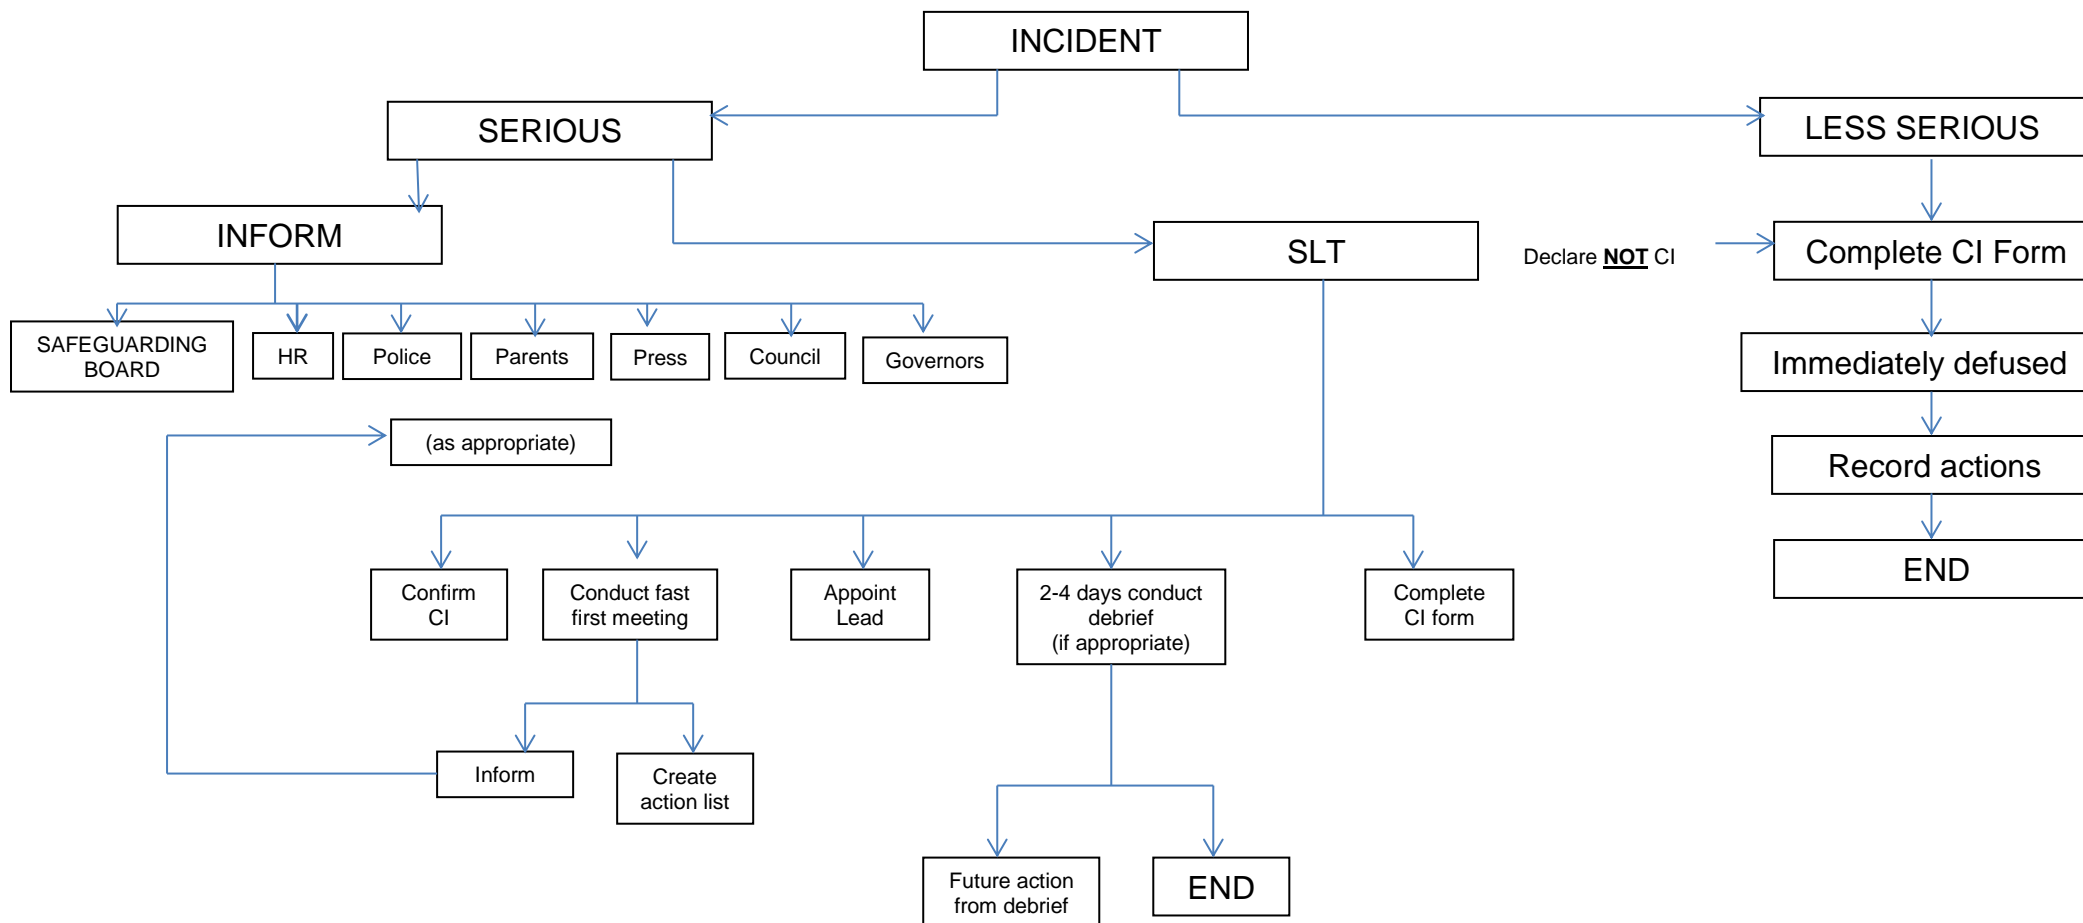 INCIDENT
SERIOUS
LESS SERIOUS
INFORM
SLT
Declare NOT CI
Complete CI Form
SAFEGUARDING
BOARD
HR
Police
Parents
Press
Council
Governors
Immediately defused
(as appropriate)
Record actions
END
Confirm
CI
Conduct fast
first meeting
Appoint
Lead
2-4 days conduct
debrief
(if appropriate)
Complete
CI form
Inform
Create
action list
Future action
from debrief
END